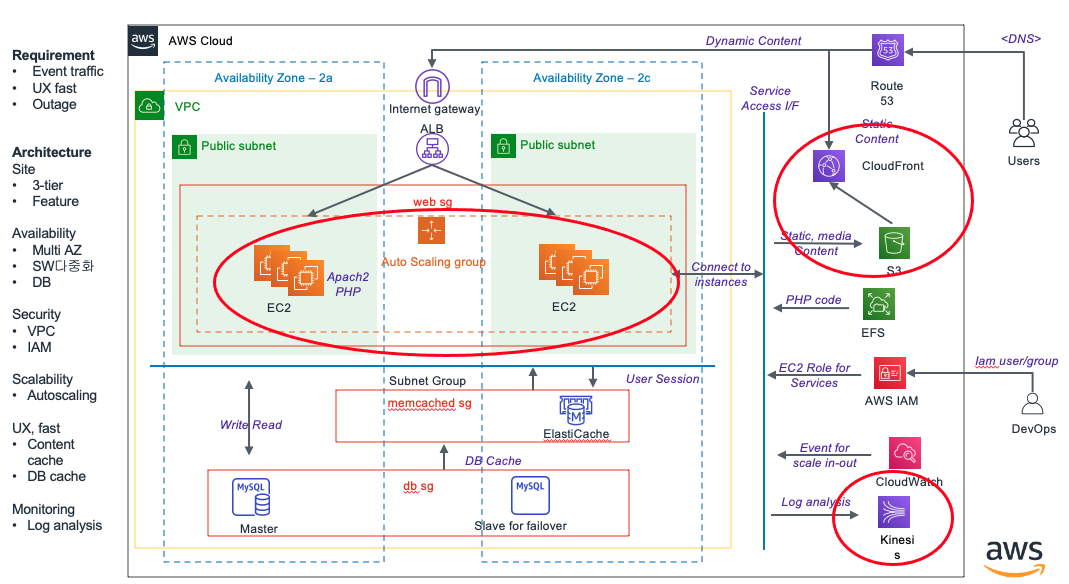 Requirement
• Event traffic
• UX fast
• Outage
Architecture
Site
• 3-tier
• Feature
Availability
• Multi AZ
• SW다중화
• DB
Security
• VPC
• IAM
Scalability
• Autoscaling
UX, fast
• Content
cache
• DB cache
Monitoring
• Log analysis
aws
AWS Cloud
Availability Zone – 2a
Availability Zone – 2c
VPC
Internet gateway
ALB
Public subnet
Public subnet
web sg
Auto Scaling group
Apach2
PHP
EC2
EC2
Subnet Group
User Session
memcached sg
M
ElastiCache
Write Read
DB Cache
db sg
MySQL
Master
MySQL
Slave for failover
Dynamic Content
Service
Access I/F
53
Route
53
<DNS>
Users
Static
Content
CloudFront
Static, media
Content
S3
Connect to
instances
PHP code
EFS
EC2 Role for
Services
AWS IAM
Iam user/group
DevOps
Event for
scale in-out
CloudWatch
Log analysis
Kinesi
s
aws